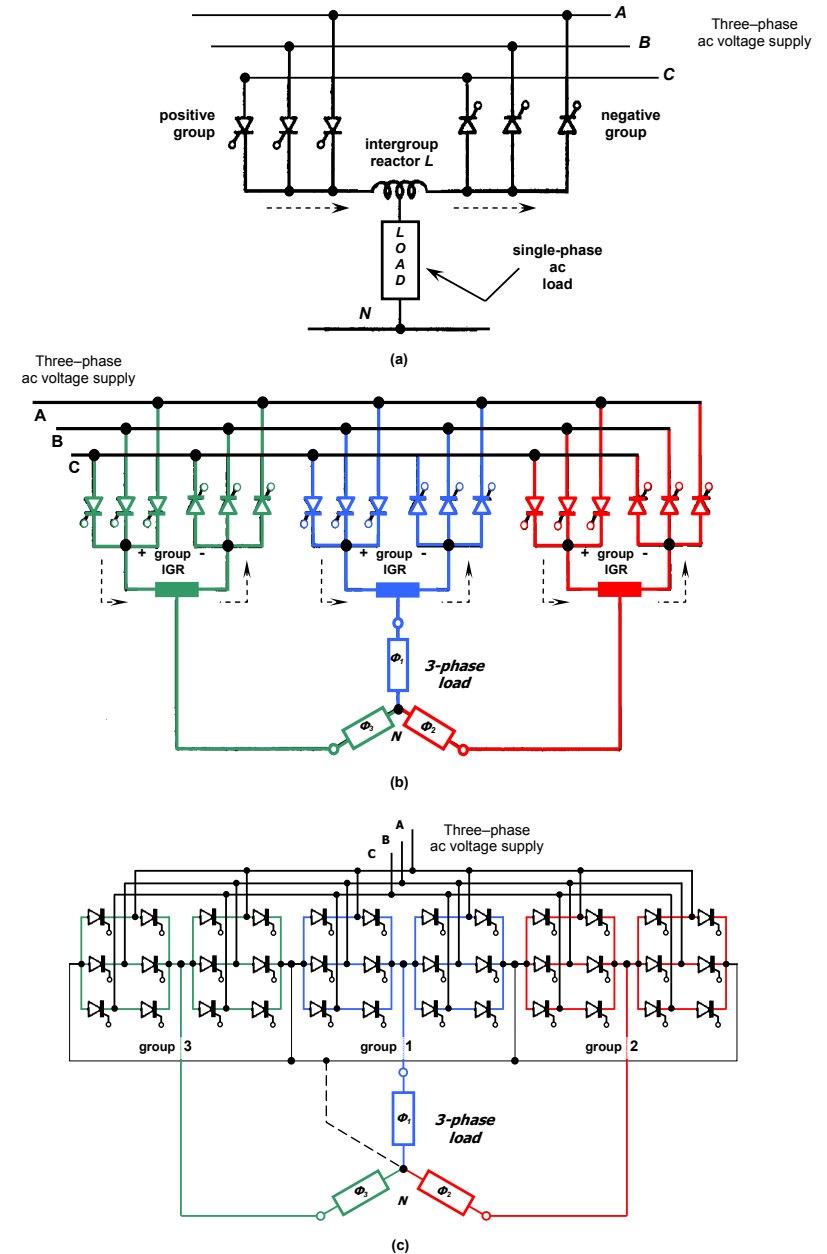 A
Three–phase
ac voltage supply
B
C
positive
group
negative
group
intergroup
reactor L
L
O
A
D
single-phase
ac
load
N
(a)
Three–phase
ac voltage supply
A
B
C
+ group -
IGR
+ group -
IGR
+ group -
IGR
Φ1
3-phase
load
Φ3
N
Φ2
(b)
A
B
C
Three–phase
ac voltage supply
group 3
group 1
group 2
Φ1
3-phase
load
Φ3
N
Φ2
(c)